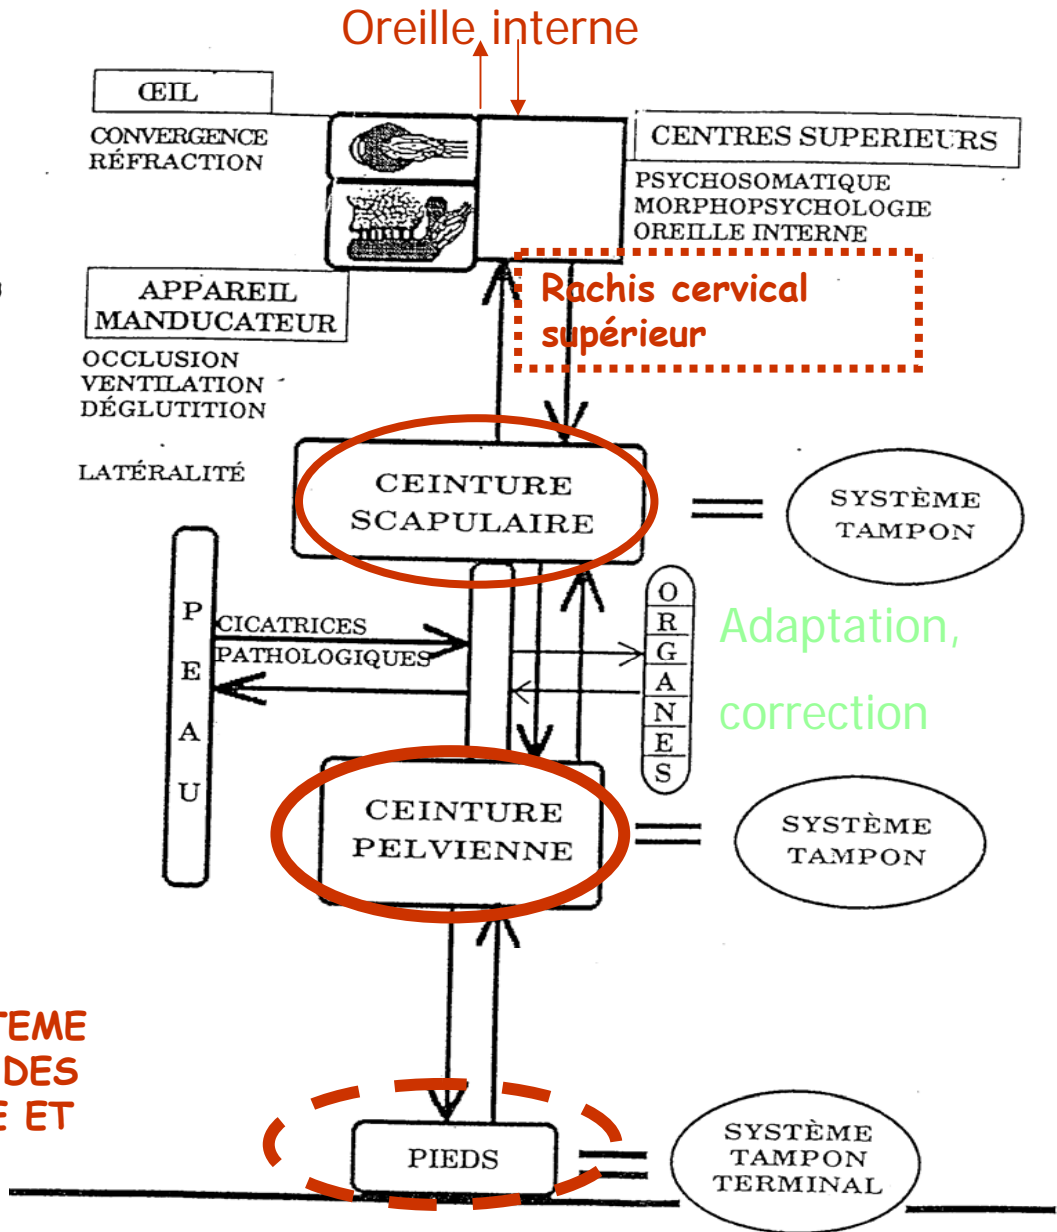 Oreille interne
ŒIL
CONVERGENCE
RÉFRACTION
CENTRES SUPERIEURS
PSYCHOSOMATIQUE
MORPHOPSYCHOLOGIE
OREILLE INTERNE
Rachis cervical
supérieur
APPAREIL
MANDUCATEUR
OCCLUSION
VENTILATION
DÉGLUTITION
LATÉRALITÉ
CEINTURE
SCAPULAIRE
SYSTÈME
TAMPON
PEAU
CICATRICES
PATHOLOGIQUES
ORGANES
Adaptation,
correction
CEINTURE
PELVIENNE
SYSTÈME
TAMPON
TEME
DES
E ET
PIEDS
SYSTÈME
TAMPON
TERMINAL